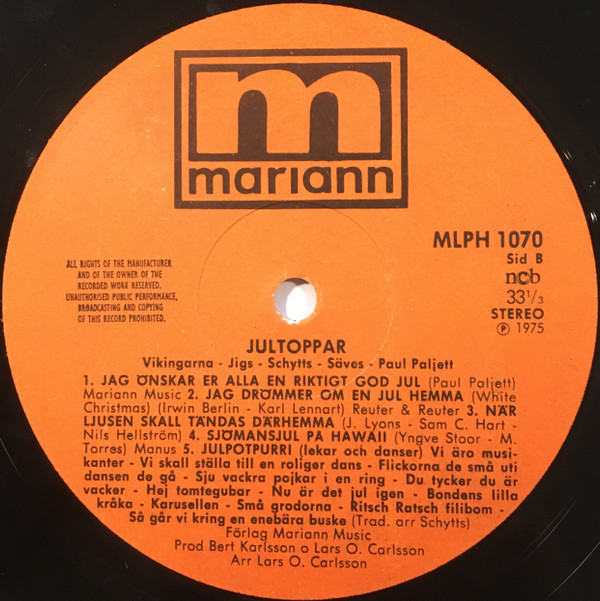 m
mariann
MLPH 1070
Sid B
ncb
33 1/3
STEREO
Ⓟ 1975
ALL RIGHTS OF THE MANUFACTURER
AND OF THE OWNER OF THE
RECORDED WORK RESERVED.
UNAUTHORISED PUBLIC PERFORMANCE,
BROADCASTING AND COPYING
OF THIS RECORD PROHIBITED.
JULTOPPAR
Vikingarna - Jigs - Schytts - Säves - Paul Paljett
1. JAG ÖNSKAR ER ALLA EN RIKTIGT GOD JUL (Paul Paljett)
Mariann Music 2. JAG DRÖMMER OM EN JUL HEMMA (White
Christmas) (Irwin Berlin - Karl Lennart) Reuter & Reuter 3. NÄR
LJUSEN SKALL TÄNDAS DÄRHEMMA (J. Lyons - Sam C. Hart -
Nils Hellström) 4. SJÖMANSJUL PÅ HAWAII (Yngve Stoor - M.
Torres) Manus 5. JULPOTPURRI (lekar och danser) Vi äro musi-
kanter - Vi skall ställa till en roliger dans - Flickorna de små uti
dansen de gå - Sju vackra pojkar i en ring - Du tycker du är
vacker - Hej tomtegubar - Nu är det jul igen - Bondens lilla
kråka - Karusellen - Små grodorna - Ritsch Ratsch filibom -
Så går vi kring en enebära buske (Trad. arr Schytts)
Förlag Mariann Music
Prod Bert Karlsson o Lars O. Carlsson
Arr Lars O. Carlsson